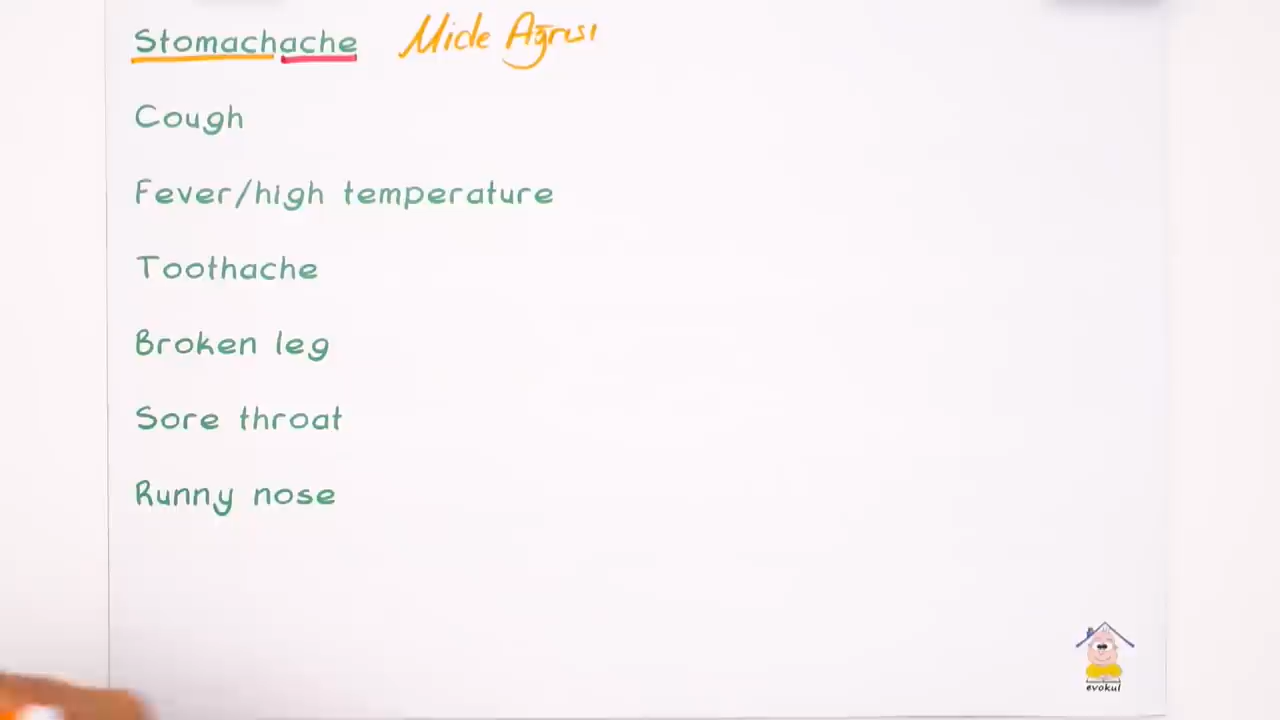 Stomachache Mide Ağrısı
Cough
Fever/high temperature
Toothache
Broken leg
Sore throat
Runny nose
evokul